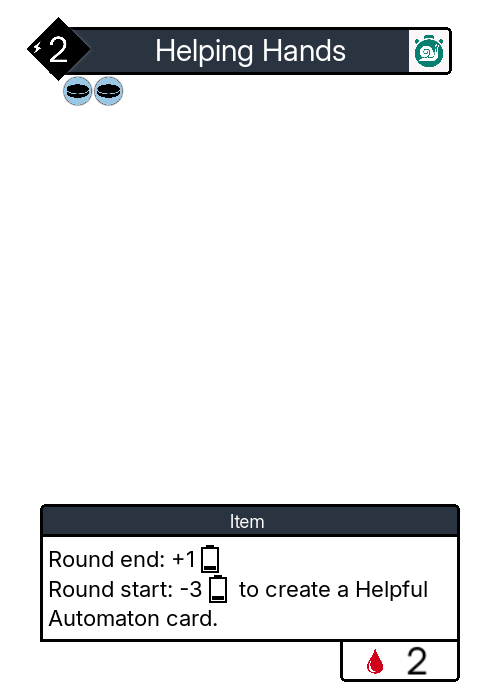 2
Helping Hands
Item
Round end: +1
Round start: -3 to create a Helpful
Automaton card.
2